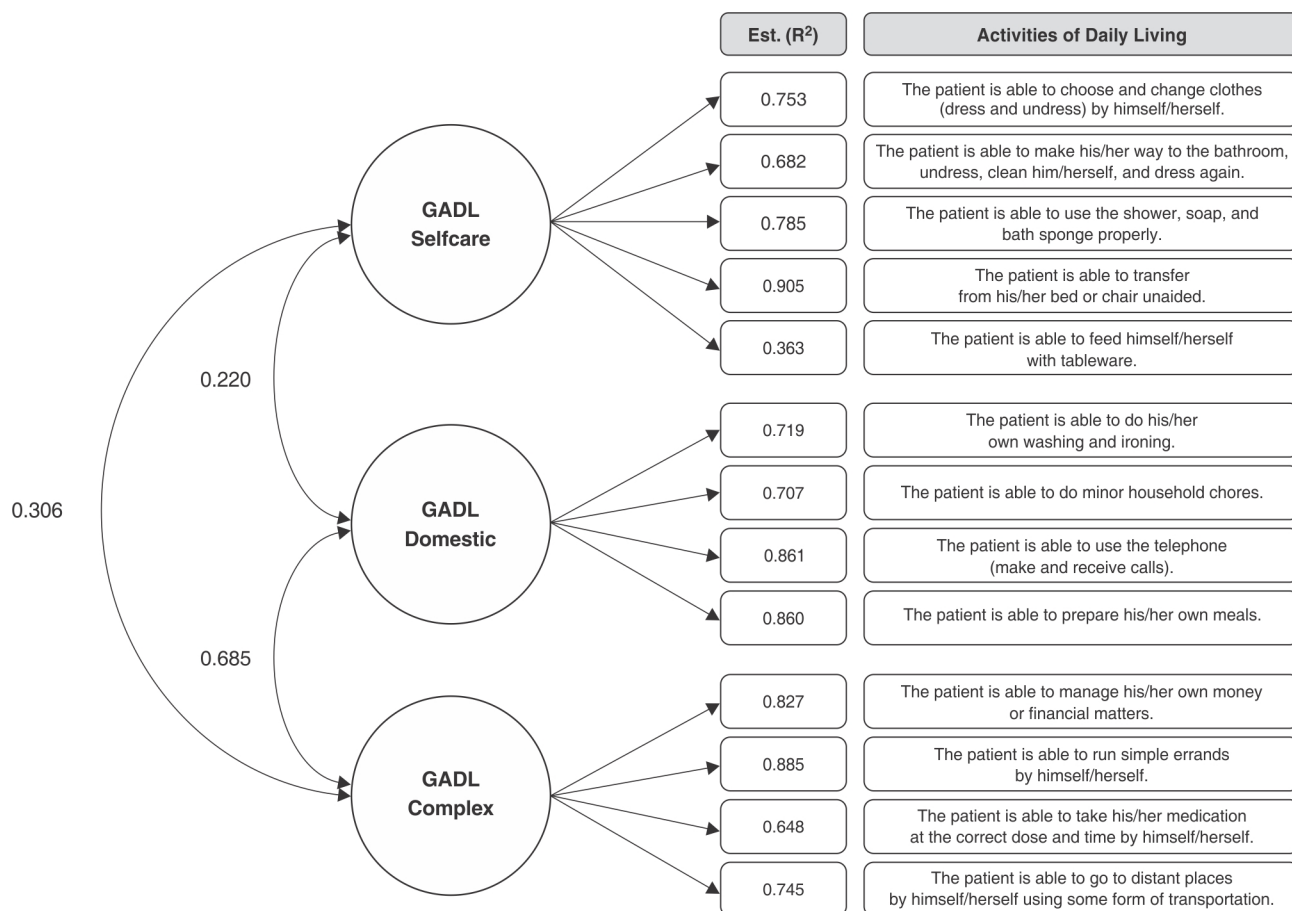 Est. (R²)
Activities of Daily Living
0.753
The patient is able to choose and change clothes
(dress and undress) by himself/herself.
0.682
The patient is able to make his/her way to the bathroom,
undress, clean him/herself, and dress again.
GADL
Selfcare
0.785
The patient is able to use the shower, soap, and
bath sponge properly.
0.905
The patient is able to transfer
from his/her bed or chair unaided.
0.363
The patient is able to feed himself/herself
with tableware.
0.220
0.719
The patient is able to do his/her
own washing and ironing.
0.707
The patient is able to do minor household chores.
0.306
GADL
Domestic
0.861
The patient is able to use the telephone
(make and receive calls).
0.860
The patient is able to prepare his/her own meals.
0.685
0.827
The patient is able to manage his/her own money
or financial matters.
0.885
The patient is able to run simple errands
by himself/herself.
GADL
Complex
0.648
The patient is able to take his/her medication
at the correct dose and time by himself/herself.
0.745
The patient is able to go to distant places
by himself/herself using some form of transportation.